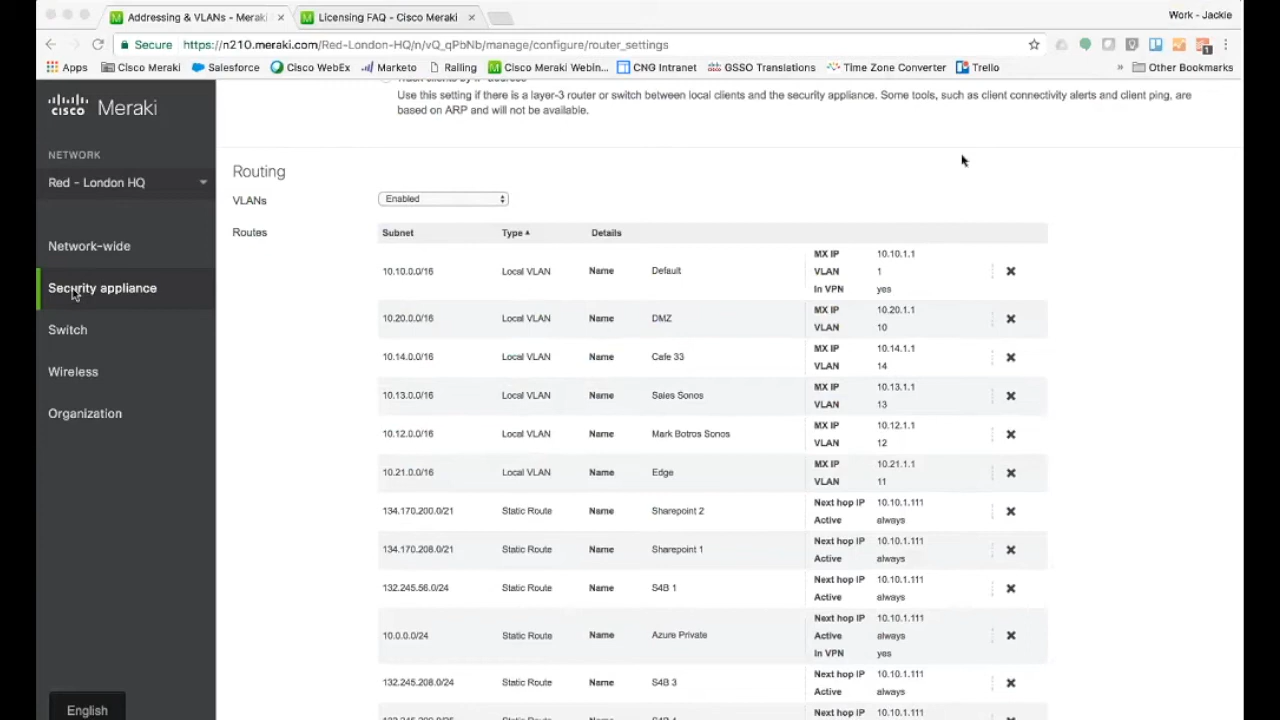 Addressing & VLANs - Meraki
Licensing FAQ - Cisco Meraki
Work - Jackie
Secure https://n210.meraki.com/Red-London-HQ/n/vQ_qPbNb/manage/configure/router_settings
Apps Cisco Meraki Salesforce Cisco WebEx Marketo Railing Cisco Meraki Webin... CNG Intranet GSSO Translations Time Zone Converter Trello » Other Bookmarks
Use this setting if there is a layer-3 router or switch between local clients and the security appliance. Some tools, such as client connectivity alerts and client ping, are
based on ARP and will not be available.
cisco Meraki
NETWORK
Red - London HQ
Network-wide
Security appliance
Switch
Wireless
Organization
English
Routing
VLANs Enabled
Routes
Subnet Type Details
10.10.0.0/16 Local VLAN Name Default
MX IP 10.10.1.1
VLAN 1
In VPN yes
10.20.0.0/16 Local VLAN Name DMZ
MX IP 10.20.1.1
VLAN 10
10.14.0.0/16 Local VLAN Name Cafe 33
MX IP 10.14.1.1
VLAN 14
10.13.0.0/16 Local VLAN Name Sales Sonos
MX IP 10.13.1.1
VLAN 13
10.12.0.0/16 Local VLAN Name Mark Botros Sonos
MX IP 10.12.1.1
VLAN 12
10.21.0.0/16 Local VLAN Name Edge
MX IP 10.21.1.1
VLAN 11
134.170.200.0/21 Static Route Name Sharepoint 2
Next hop IP 10.10.1.111
Active always
134.170.208.0/21 Static Route Name Sharepoint 1
Next hop IP 10.10.1.111
Active always
132.245.56.0/24 Static Route Name S4B 1
Next hop IP 10.10.1.111
Active always
10.0.0.0/24 Static Route Name Azure Private
Next hop IP 10.10.1.111
Active always
In VPN yes
132.245.208.0/24 Static Route Name S4B 3
Next hop IP 10.10.1.111
Active always
Next hop IP 10.10.1.111